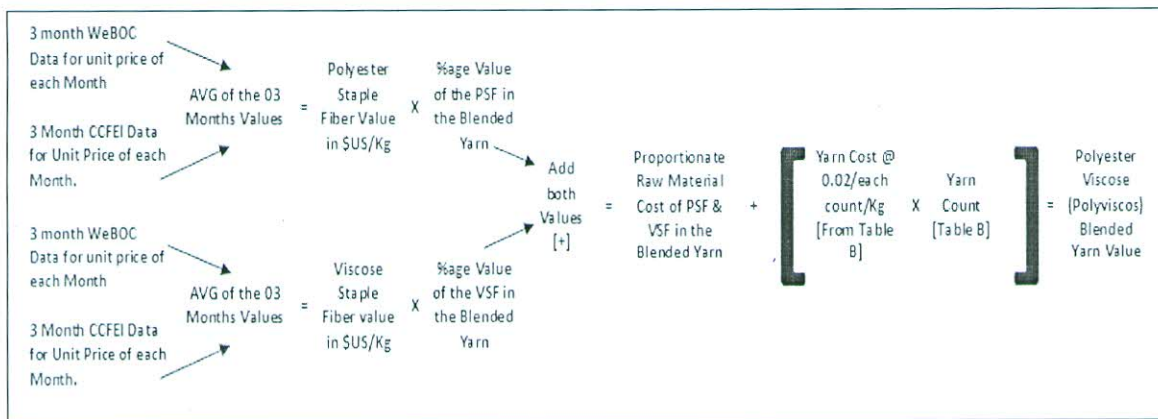 3 month WeBOC
Data for unit price of
each Month
3 Month CCFEI Data
for Unit Price of each
Month.
AVG of the 03
Months Values
=
Polyester
Staple
Fiber Value
in $US/Kg
X
%age Value
of the PSF in
the Blended
Yarn
3 month WeBOC
Data for unit price of
each Month
3 Month CCFEI Data
for Unit Price of each
Month.
AVG of the 03
Months Values
=
Viscose
Staple
Fiber value
in $US/Kg
X
%age Value
of the VSF in
the Blended
Yarn
Add
both
Values
[+]
=
Proportionate
Raw Material
Cost of PSF &
VSF in the
Blended Yarn
+
[
Yarn Cost @
0.02/each
count/Kg
[From Table
B]
X
Yarn
Count
[Table B]
]
=
Polyester
Viscose
(Polyviscos)
Blended
Yarn Value